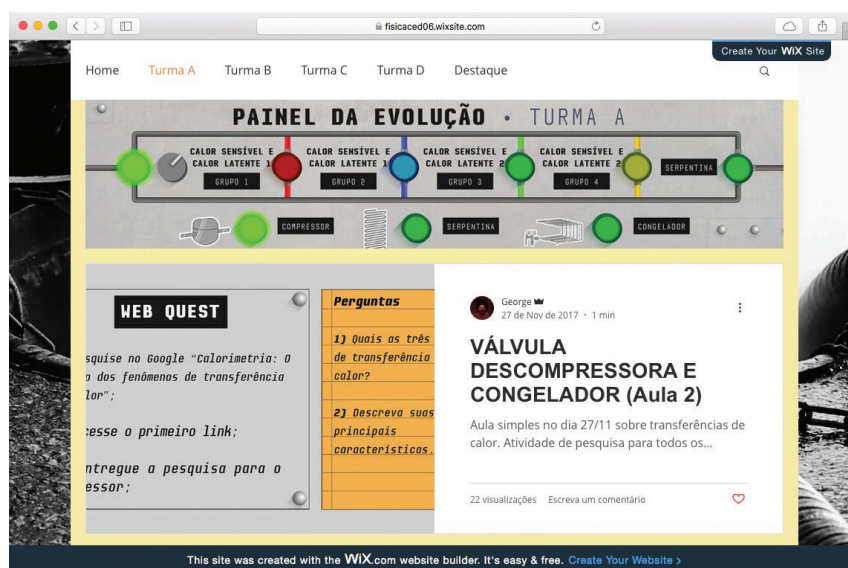 fisicaced06.wixsite.com
Create Your WiX Site
Home Turma A Turma B Turma C Turma D Destaque
PAINEL DA EVOLUÇÃO • TURMA A
CALOR SENSÍVEL E
CALOR LATENTE 1
GRUPO 1
CALOR SENSÍVEL E
CALOR LATENTE 1
GRUPO 2
CALOR SENSÍVEL E
CALOR LATENTE 2
GRUPO 3
CALOR SENSÍVEL E
CALOR LATENTE 2
GRUPO 4
SERPENTINA
COMPRESSOR
SERPENTINA
CONGELADOR
WEB QUEST
squise no Google "Calorimetria: O
o dos fenômenos de transferência
lor";
cesse o primeiro link;
ntregue a pesquisa para o
essor;
Perguntas
1) Quais as três
de transferência
calor?
2) Descreva suas
principais
características.
George
27 de Nov de 2017 · 1 min
VÁLVULA
DESCOMPRESSORA E
CONGELADOR (Aula 2)
Aula simples no dia 27/11 sobre transferências de
calor. Atividade de pesquisa para todos os...
22 visualizações Escreva um comentário
This site was created with the WiX.com website builder. It's easy & free. Create Your Website >